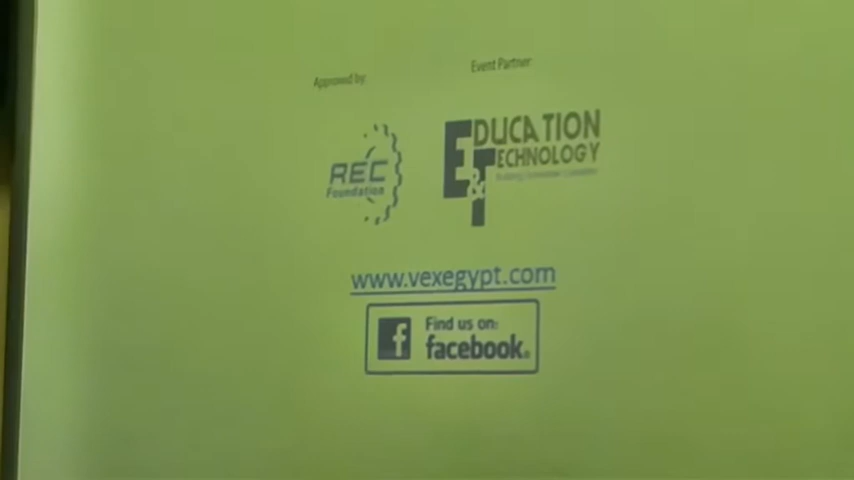 Approved by:
Event Partner
REC
Foundation
EDUCATION
& TECHNOLOGY
www.vexegypt.com
f
Find us on:
facebook.